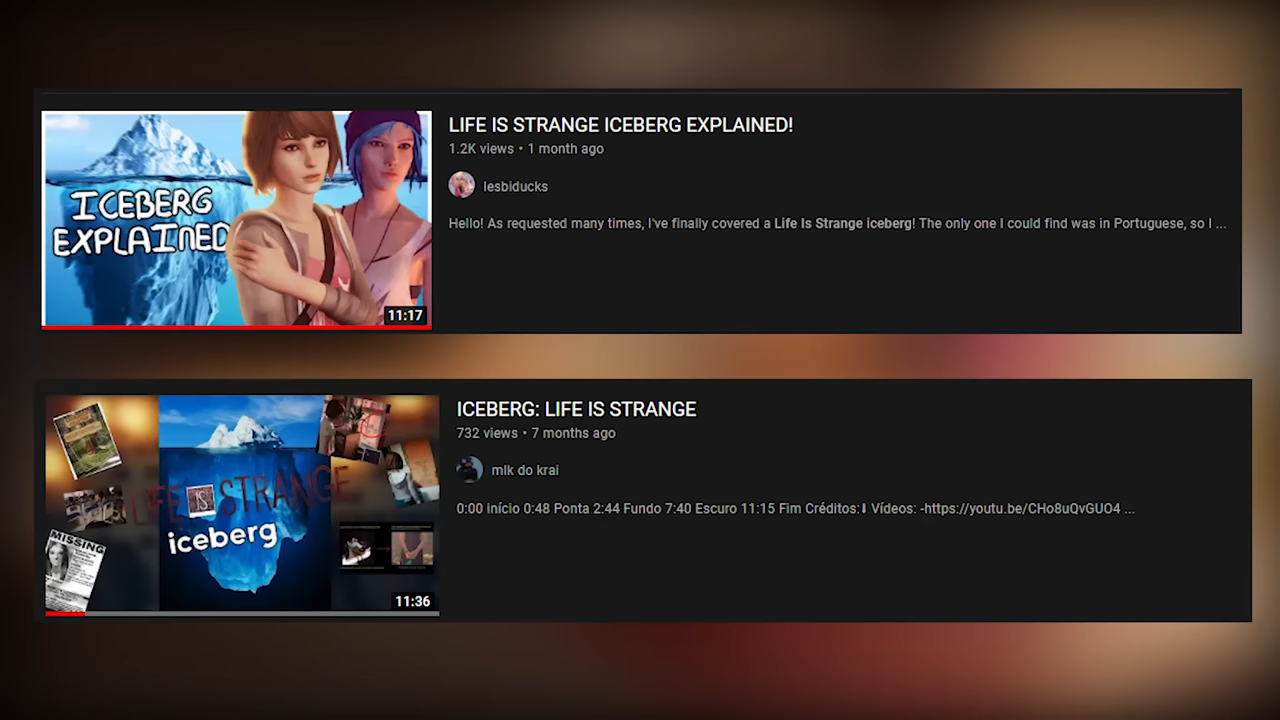 LIFE IS STRANGE ICEBERG EXPLAINED!
1.2K views • 1 month ago
ICEBERG
EXPLAINED
lesbiducks
Hello! As requested many times, I've finally covered a Life Is Strange iceberg! The only one I could find was in Portuguese, so I ...
11:17
ICEBERG: LIFE IS STRANGE
732 views • 7 months ago
mlk do krai
LIFE IS STRANGE
iceberg
0:00 início 0:48 Ponta 2:44 Fundo 7:40 Escuro 11:15 Fim Créditos:⬇ Vídeos: -https://youtu.be/CHo8uQvGUO4 ...
MISSING
11:36